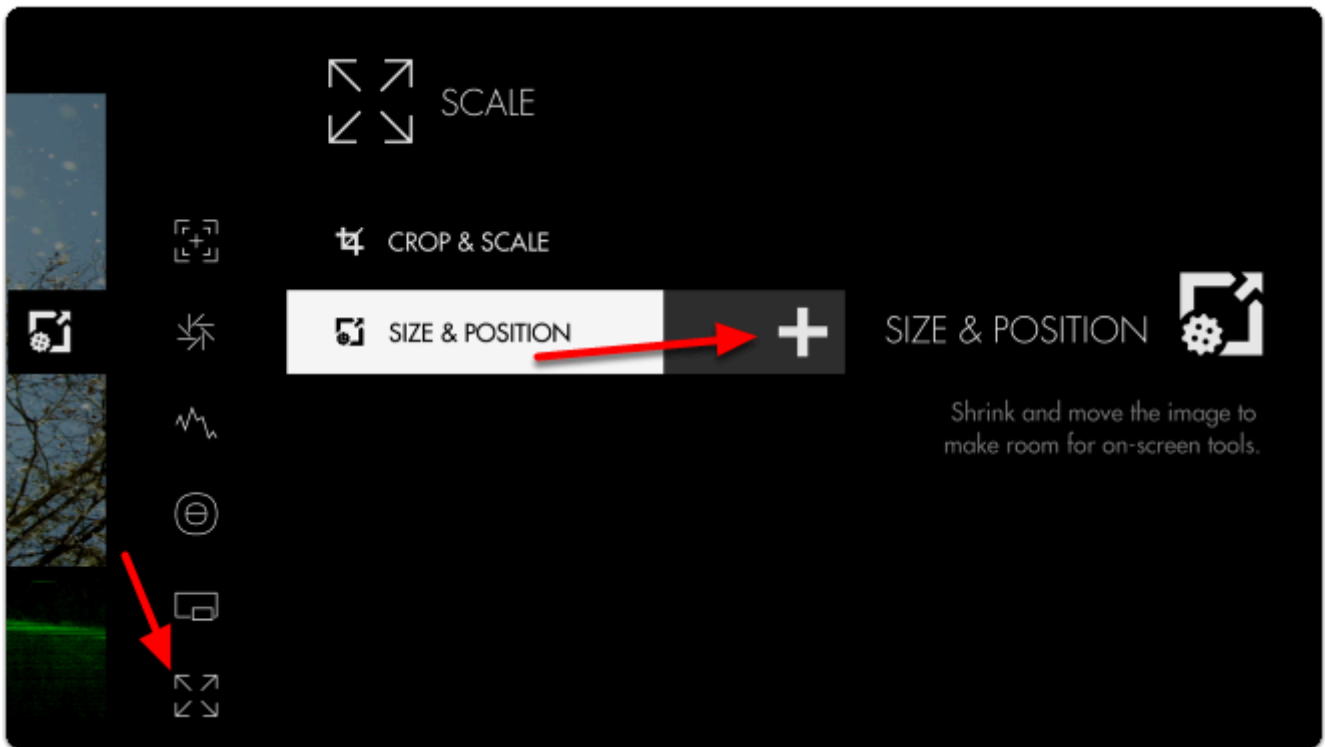 SCALE
CROP & SCALE
SIZE & POSITION
SIZE & POSITION
Shrink and move the image to
make room for on-screen tools.